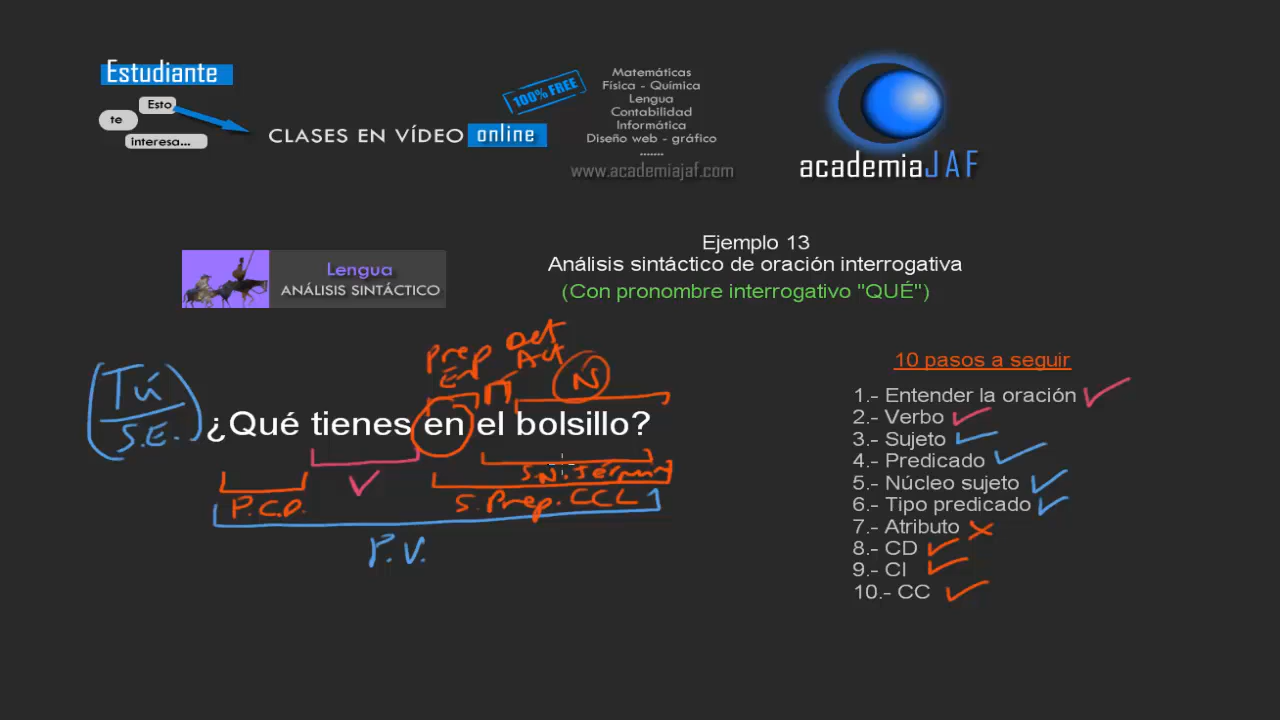 Estudiante
Esto
te
interesa...
CLASES EN VÍDEO online
100% FREE
Matemáticas
Física - Química
Lengua
Contabilidad
Informática
Diseño web - gráfico
.......
www.academiajaf.com
academiaJAF
Lengua
ANÁLISIS SINTÁCTICO
Ejemplo 13
Análisis sintáctico de oración interrogativa
(Con pronombre interrogativo "QUÉ")
Prep Det
En Act N
(Tú)
S.E.
¿Qué tienes en el bolsillo?
S.N. Término
P.C.D. S. Prep. CCL
P.V.
10 pasos a seguir
1.- Entender la oración
2.- Verbo
3.- Sujeto
4.- Predicado
5.- Núcleo sujeto
6.- Tipo predicado
7.- Atributo
8.- CD
9.- CI
10.- CC